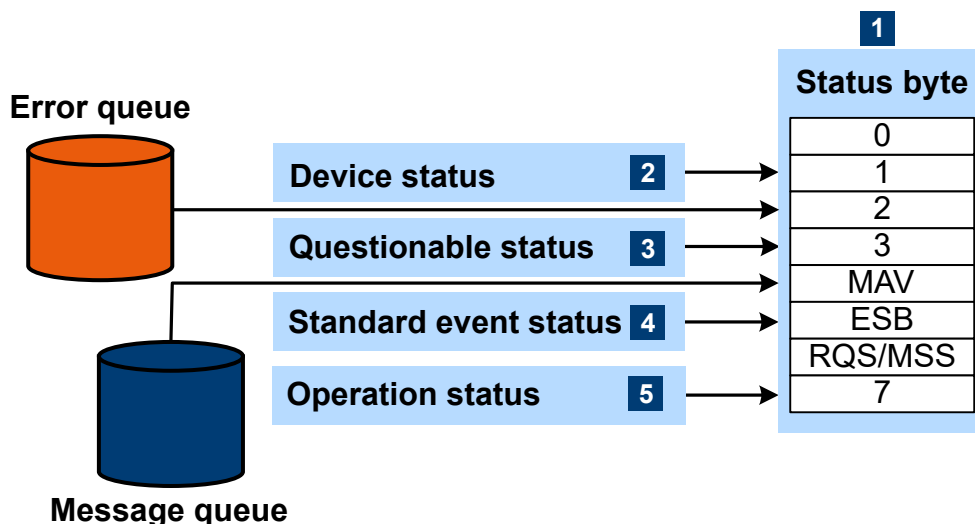 1
Status byte
Error queue
0
Device status 2
1
2
Questionable status 3
3
MAV
Standard event status 4
ESB
RQS/MSS
Operation status 5
7
Message queue